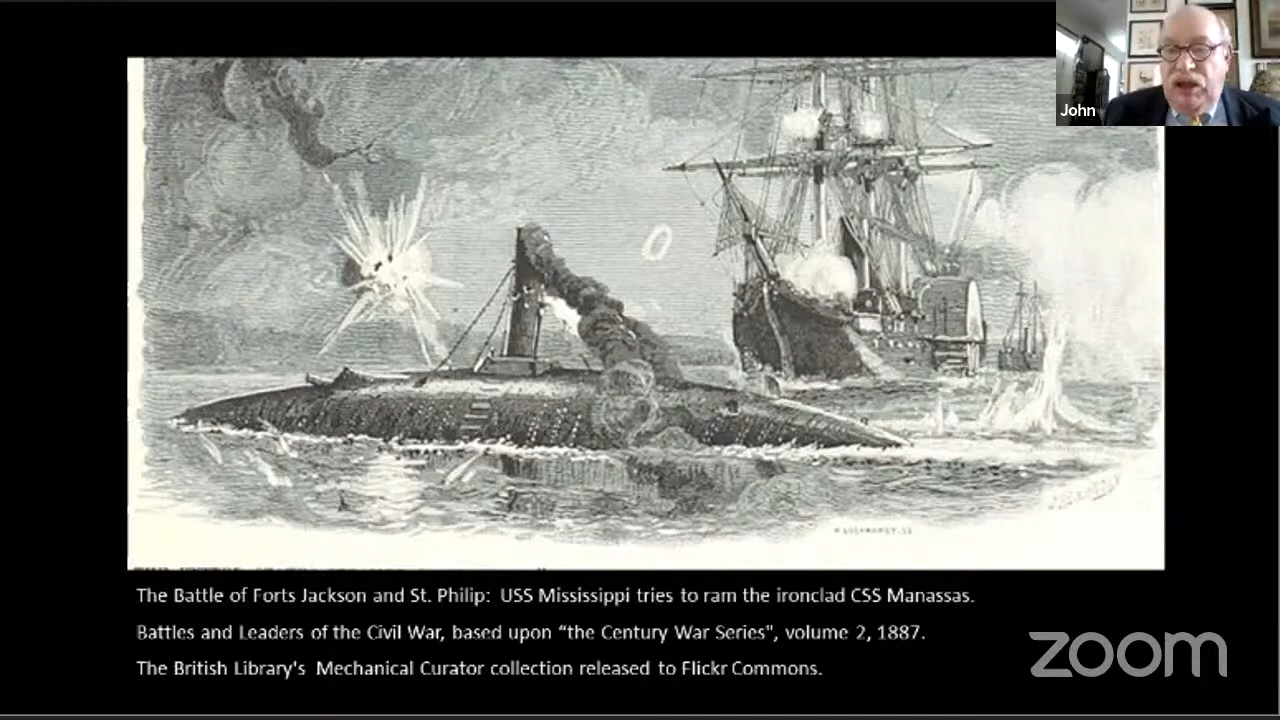 John
The Battle of Forts Jackson and St. Philip: USS Mississippi tries to ram the ironclad CSS Manassas.
Battles and Leaders of the Civil War, based upon “the Century War Series", volume 2, 1887.
The British Library's Mechanical Curator collection released to Flickr Commons.
zoom